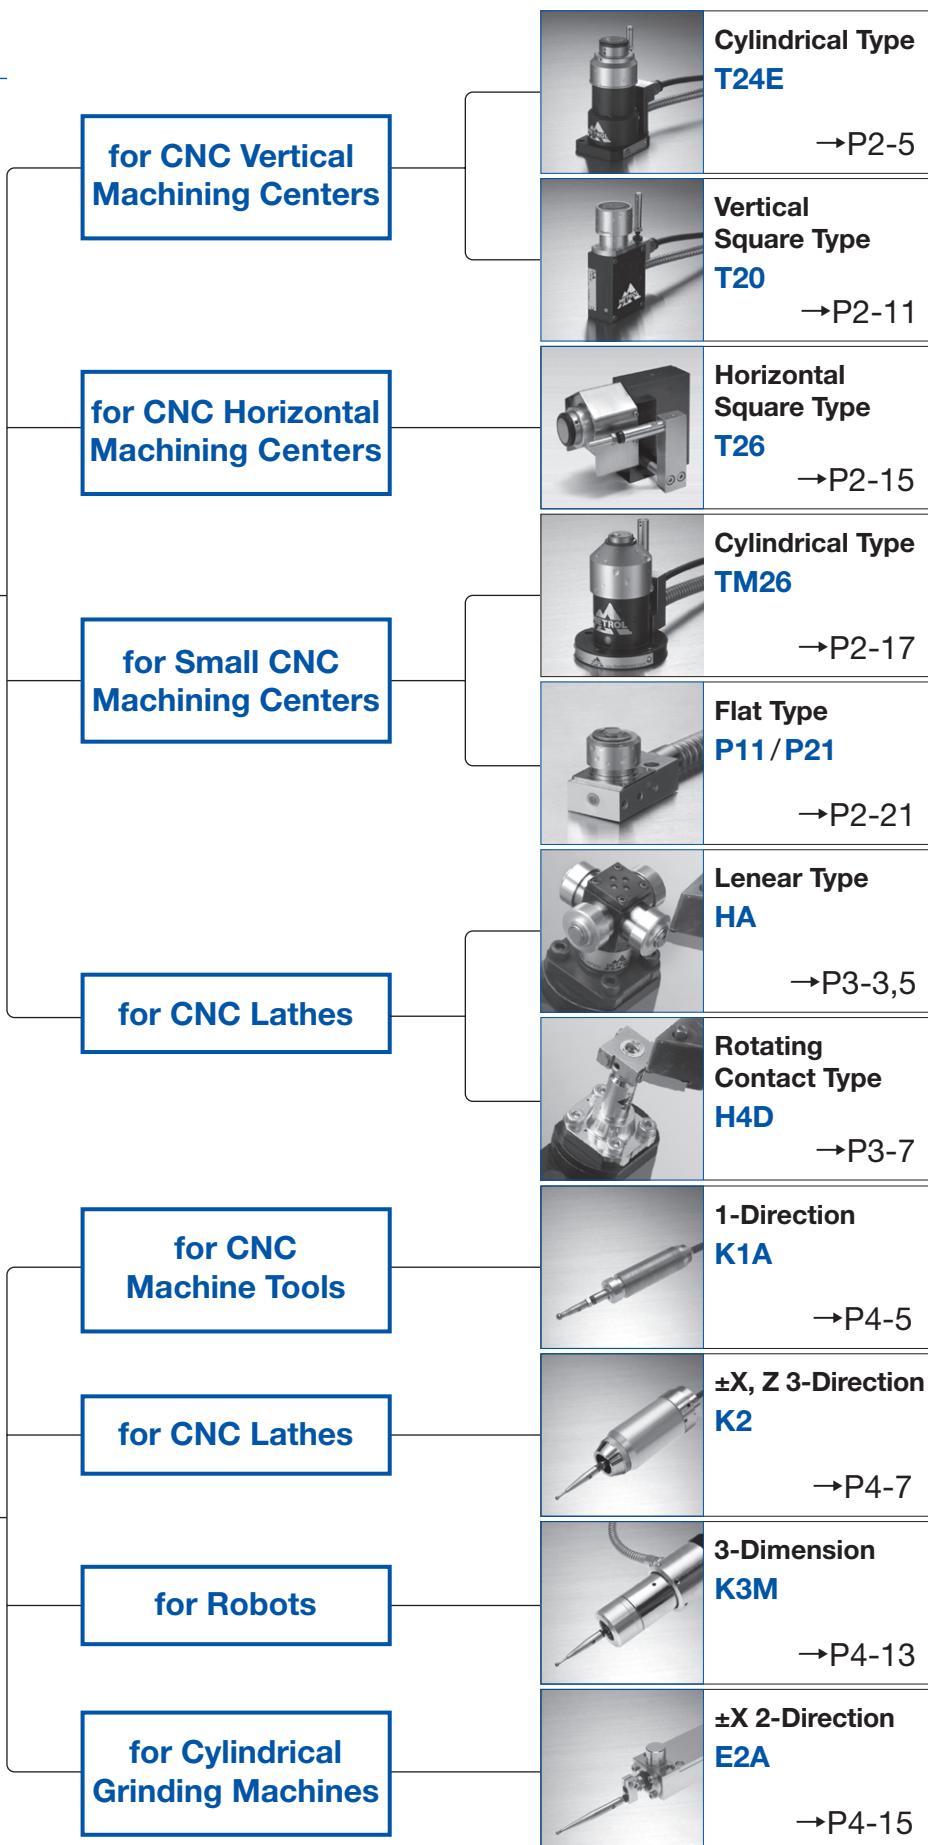 for CNC Vertical
Machining Centers
Cylindrical Type
T24E
→P2-5
Vertical
Square Type
T20
→P2-11
for CNC Horizontal
Machining Centers
Horizontal
Square Type
T26
→P2-15
for Small CNC
Machining Centers
Cylindrical Type
TM26
→P2-17
Flat Type
P11/P21
→P2-21
for CNC Lathes
Lenear Type
HA
→P3-3,5
Rotating
Contact Type
H4D
→P3-7
for CNC
Machine Tools
1-Direction
K1A
→P4-5
for CNC Lathes
±X, Z 3-Direction
K2
→P4-7
for Robots
3-Dimension
K3M
→P4-13
for Cylindrical
Grinding Machines
±X 2-Direction
E2A
→P4-15